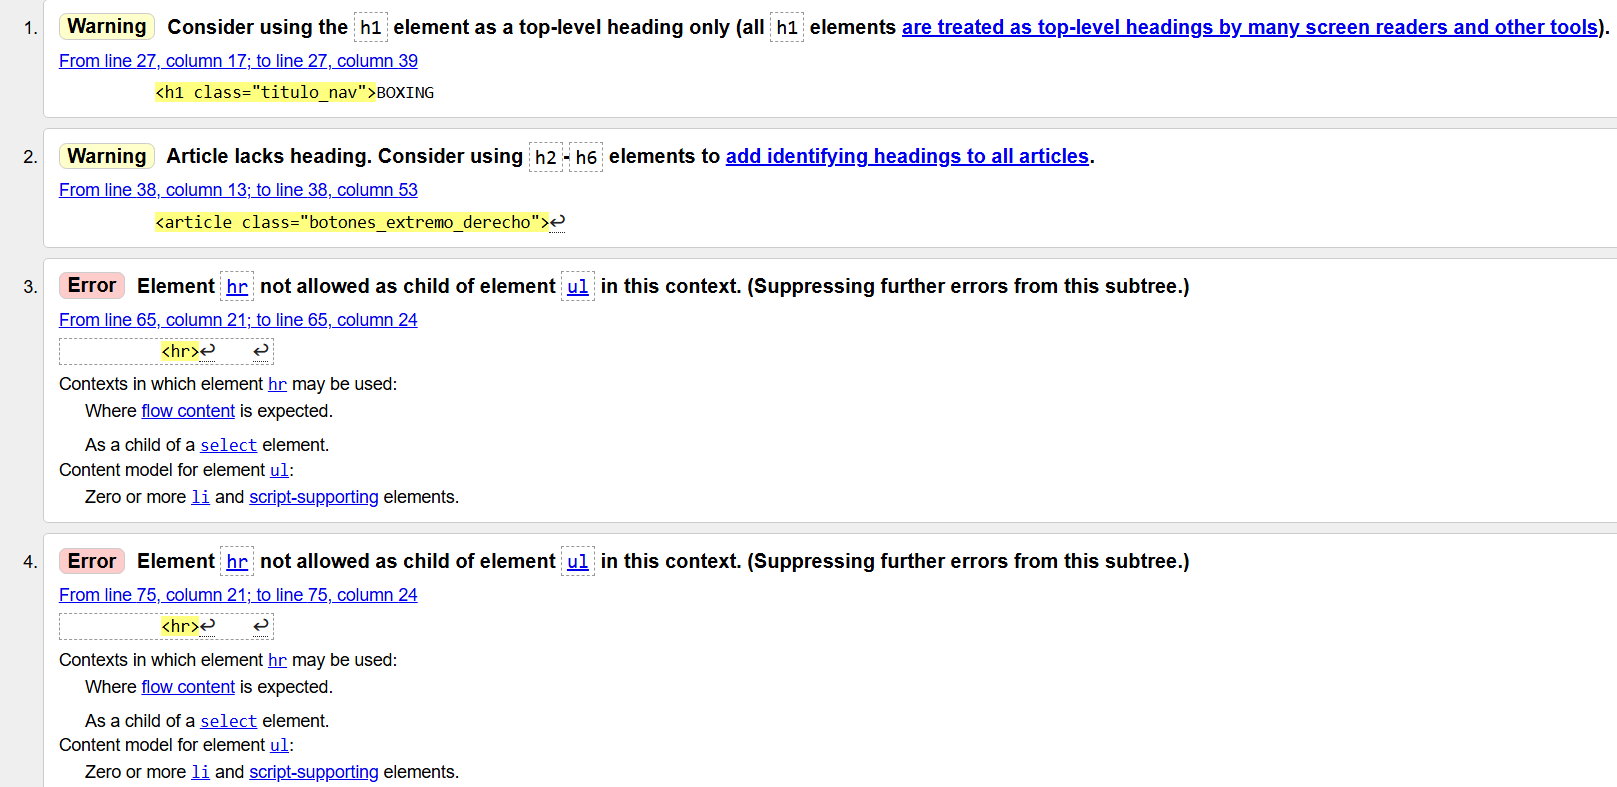 1. Warning Consider using the h1 element as a top-level heading only (all h1 elements are treated as top-level headings by many screen readers and other tools).
From line 27, column 17; to line 27, column 39
<h1 class="titulo_nav">BOXING
2. Warning Article lacks heading. Consider using h2-h6 elements to add identifying headings to all articles.
From line 38, column 13; to line 38, column 53
<article class="botones_extremo_derecho">↩
3. Error Element hr not allowed as child of element ul in this context. (Suppressing further errors from this subtree.)
From line 65, column 21; to line 65, column 24
<hr>↩ ↩
Contexts in which element hr may be used:
Where flow content is expected.
As a child of a select element.
Content model for element ul:
Zero or more li and script-supporting elements.
4. Error Element hr not allowed as child of element ul in this context. (Suppressing further errors from this subtree.)
From line 75, column 21; to line 75, column 24
<hr>↩ ↩
Contexts in which element hr may be used:
Where flow content is expected.
As a child of a select element.
Content model for element ul:
Zero or more li and script-supporting elements.